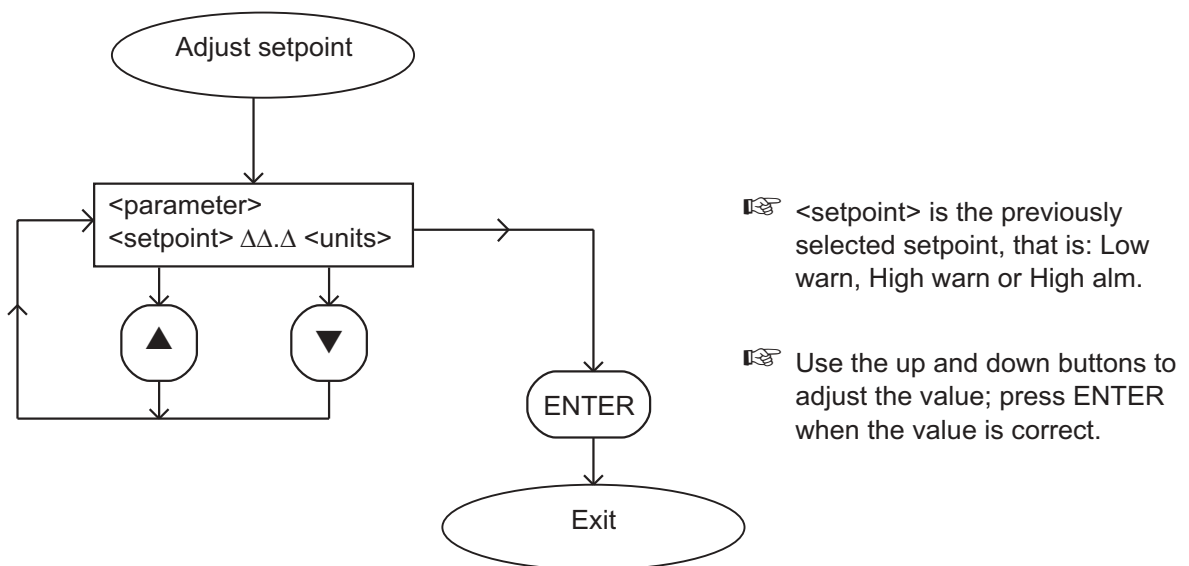 Adjust setpoint
<parameter>
<setpoint> ΔΔ.Δ <units>
▲
▼
ENTER
Exit
☞ <setpoint> is the previously
selected setpoint, that is: Low
warn, High warn or High alm.
☞ Use the up and down buttons to
adjust the value; press ENTER
when the value is correct.